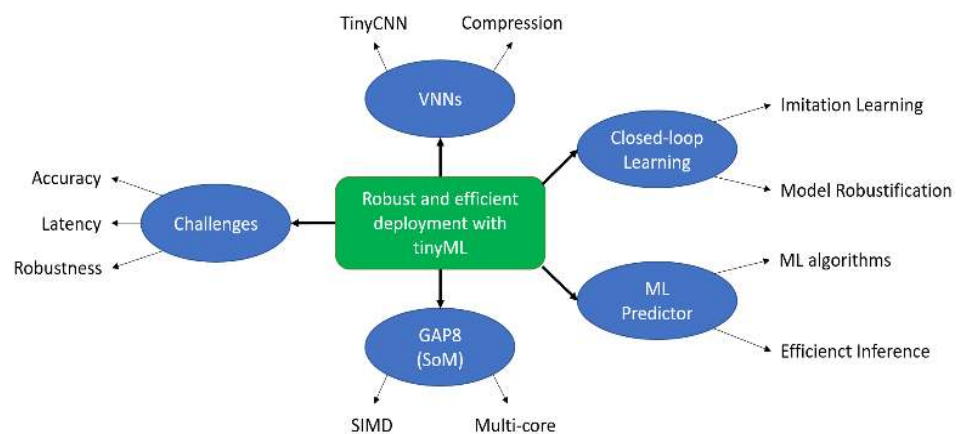 TinyCNN
Compression
VNNs
Imitation Learning
Closed-loop
Learning
Model Robustification
Accuracy
Latency
Robustness
Challenges
Robust and efficient
deployment with
tinyML
ML algorithms
ML
Predictor
Efficienct Inference
GAP8
(SoM)
SIMD
Multi-core